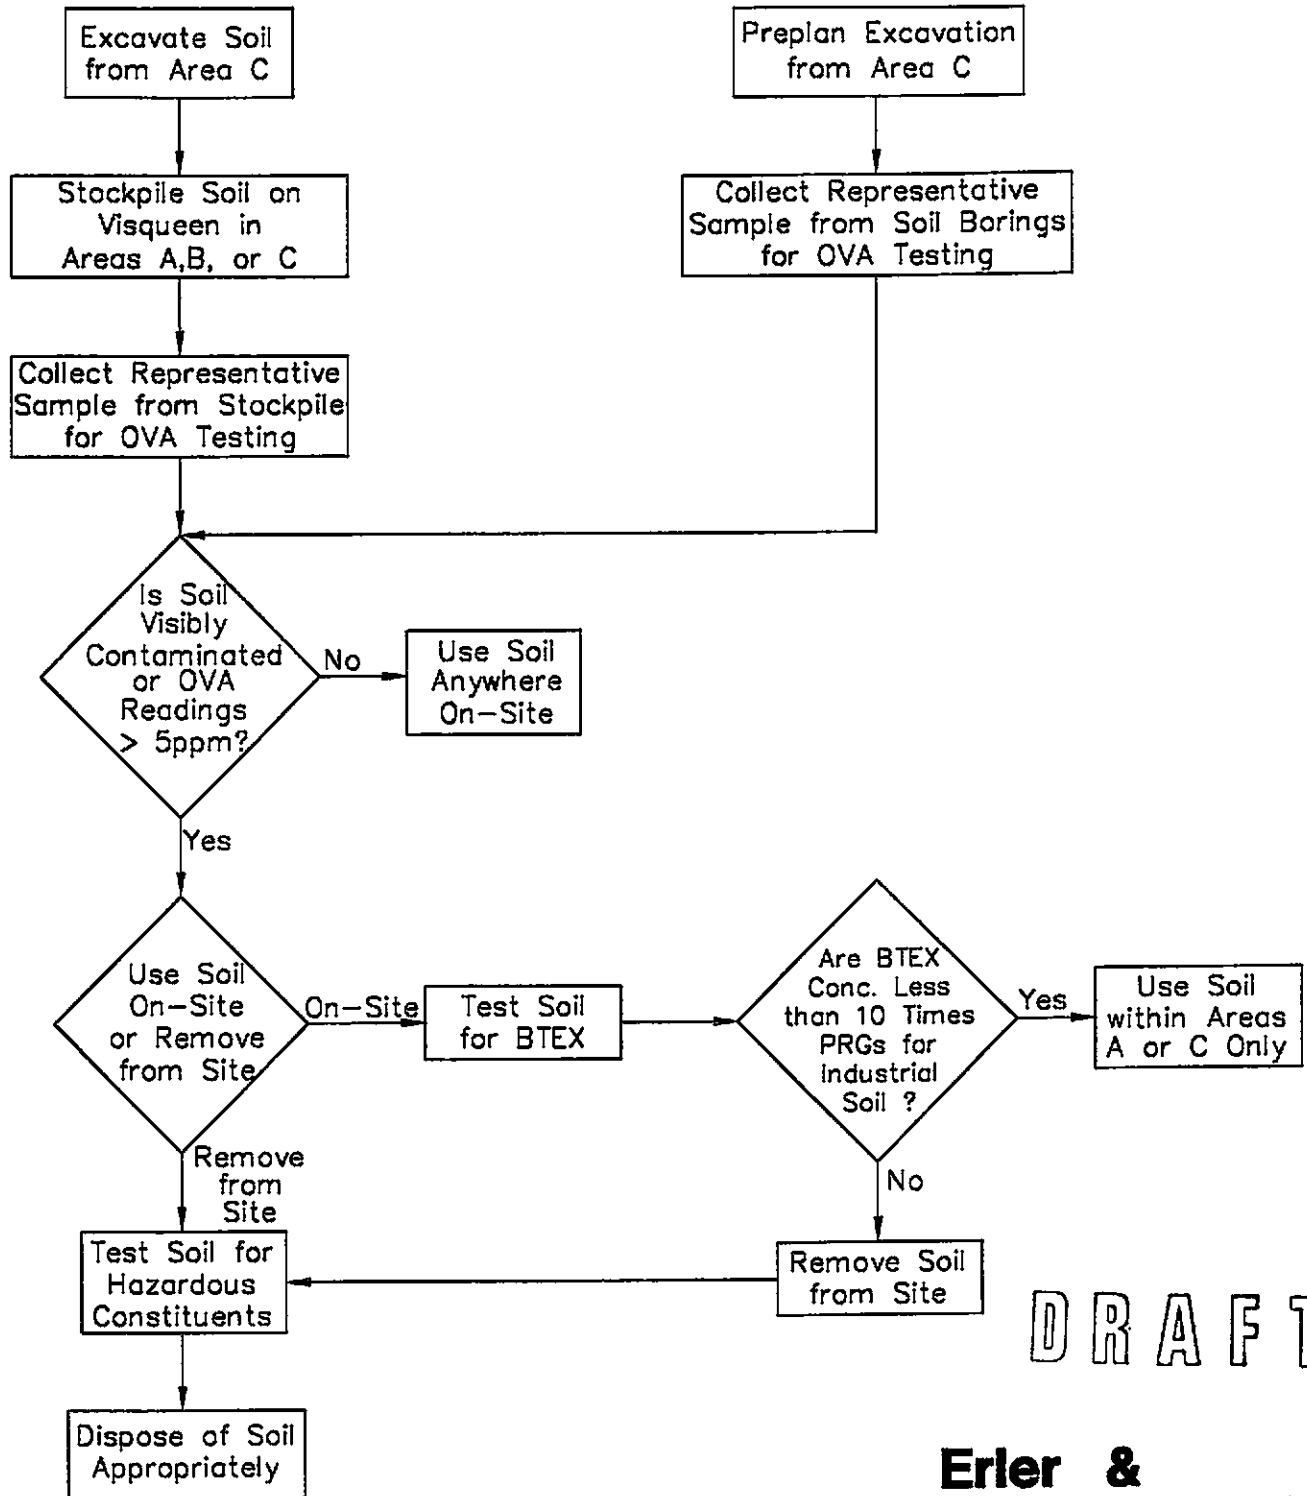 Excavate Soil
from Area C
Preplan Excavation
from Area C
Stockpile Soil on
Visqueen in
Areas A,B, or C
Collect Representative
Sample from Soil Borings
for OVA Testing
Collect Representative
Sample from Stockpile
for OVA Testing
Is Soil
Visibly
Contaminated
or OVA
Readings
> 5ppm?
No
Use Soil
Anywhere
On-Site
Yes
Use Soil
On-Site
or Remove
from Site
On-Site
Test Soil
for BTEX
Are BTEX
Conc. Less
than 10 Times
PRGs for
Industrial
Soil ?
Yes
Use Soil
within Areas
A or C Only
Remove
from
Site
No
Test Soil for
Hazardous
Constituents
Remove Soil
from Site
DRAFT
Dispose of Soil
Appropriately
Erler &